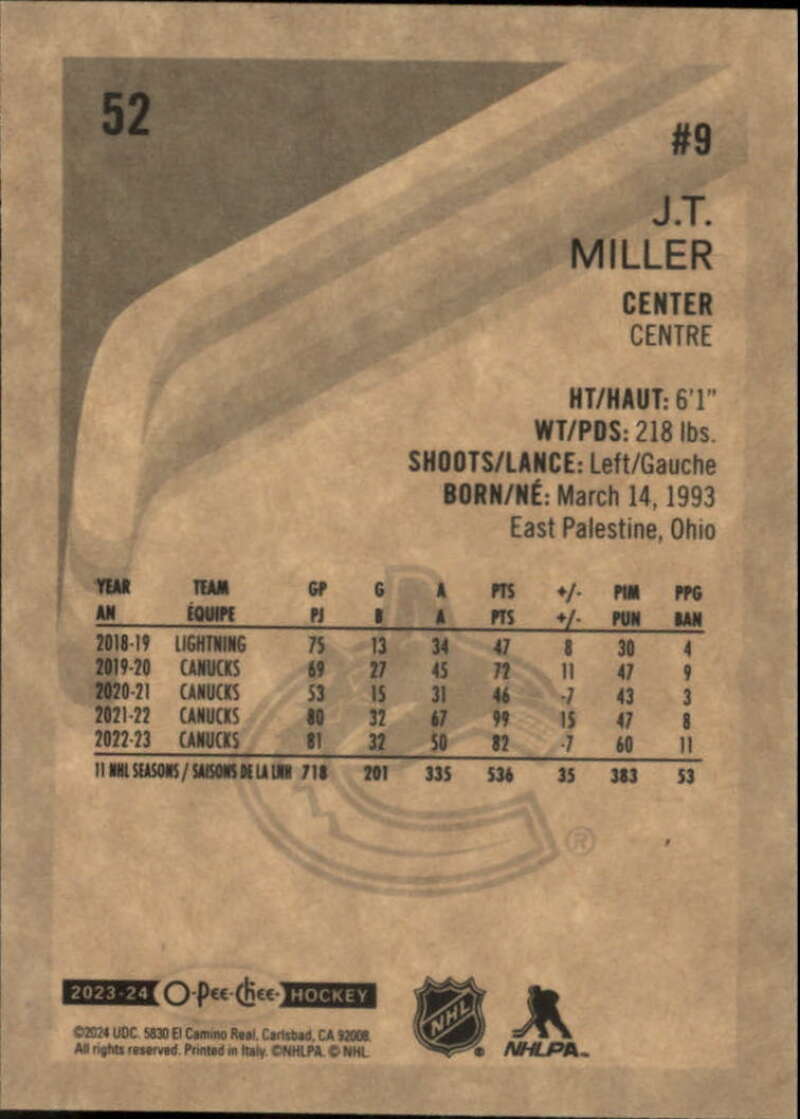 52
#9
J.T.
MILLER
CENTER
CENTRE
HT/HAUT: 6'1"
WT/PDS: 218 lbs.
SHOOTS/LANCE: Left/Gauche
BORN/NÉ: March 14, 1993
East Palestine, Ohio
YEAR TEAM GP G A PTS +/- PIM PPG
AN ÉQUIPE PJ B A PTS +/- PUN BAN
2018-19 LIGHTNING 75 13 34 47 8 30 4
2019-20 CANUCKS 69 27 45 72 11 47 9
2020-21 CANUCKS 53 15 31 46 -7 43 3
2021-22 CANUCKS 80 32 67 99 15 47 8
2022-23 CANUCKS 81 32 50 82 -7 60 11
11 NHL SEASONS / SAISONS DE LA LNH 718 201 335 536 35 383 53
®
2023-24 O-Pee-Chee HOCKEY
©2024 UDC. 5830 El Camino Real, Carlsbad, CA 92008.
All rights reserved. Printed in Italy. ©NHLPA. © NHL.
NHL
NHLPA